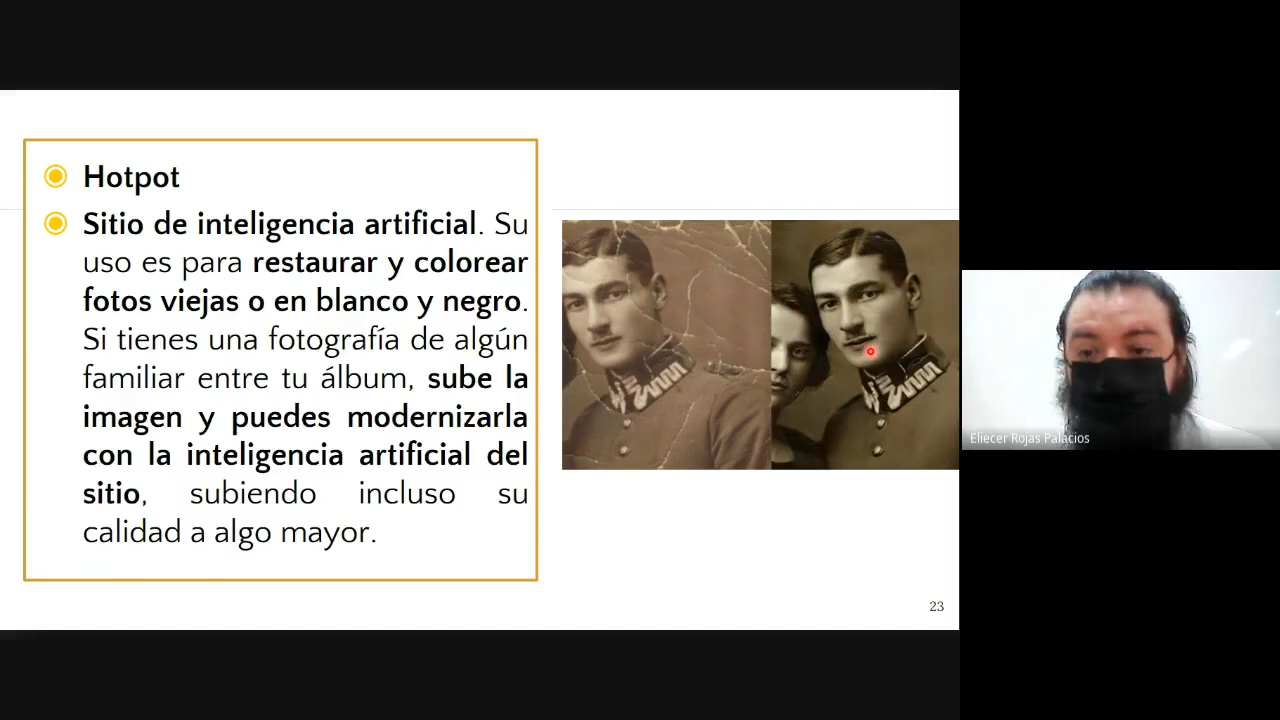 Hotpot
Sitio de inteligencia artificial. Su
uso es para restaurar y colorear
fotos viejas o en blanco y negro.
Si tienes una fotografía de algún
familiar entre tu álbum, sube la
imagen y puedes modernizarla
con la inteligencia artificial del
sitio, subiendo incluso su
calidad a algo mayor.
23
Eliecer Rojas Palacios